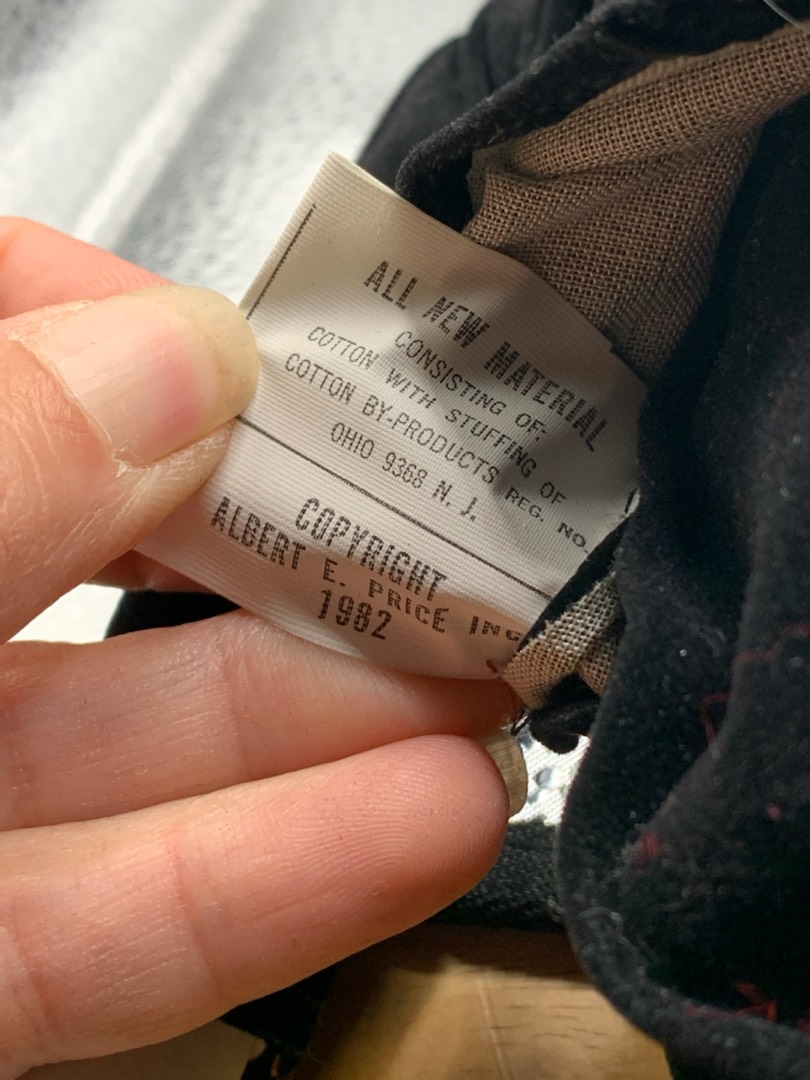 ALL NEW MATERIAL
CONSISTING OF:
COTTON WITH STUFFING OF
COTTON BY-PRODUCTS REG. NO.
OHIO 9368 N. J.
COPYRIGHT
ALBERT E. PRICE INC
1982